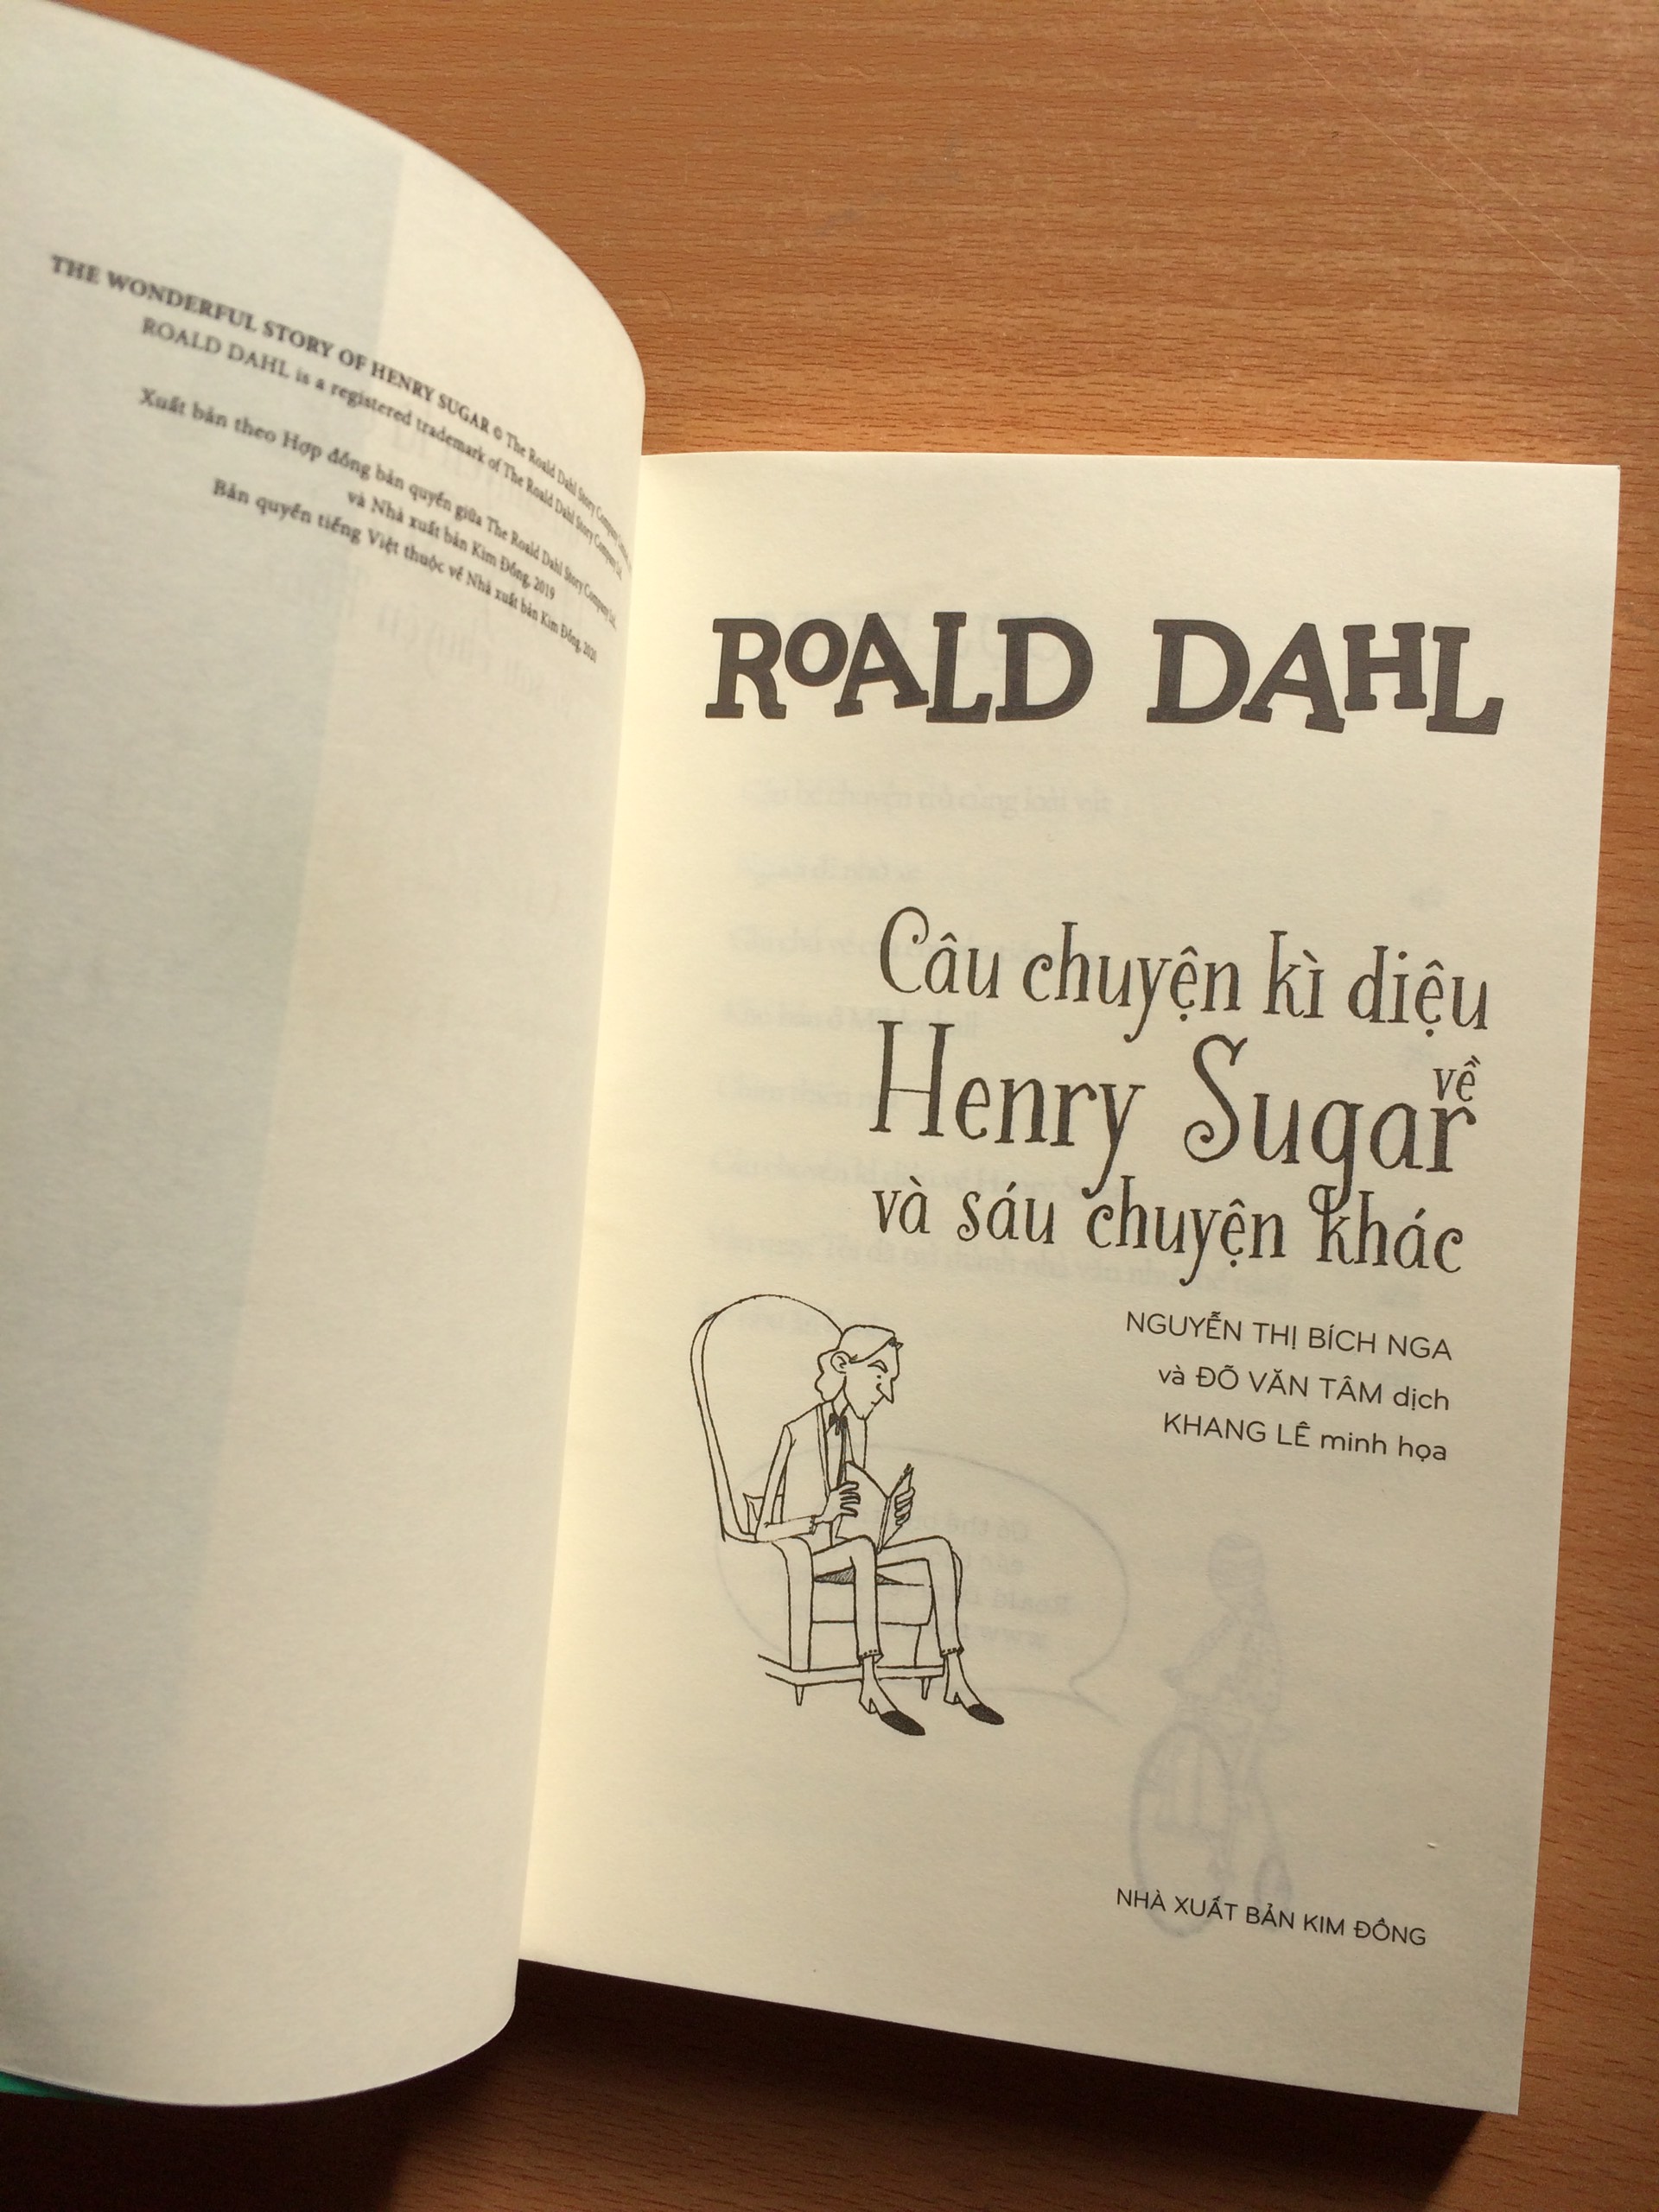 THE WONDERFUL STORY OF HENRY SUGAR © The Roald Dahl Story Company
ROALD DAHL is a registered trademark of The Roald Dahl Story Company Ltd.
Xuất bản theo Hợp đồng bản quyền giữa The Roald Dahl Story Company Ltd.
và Nhà xuất bản Kim Đồng, 2019
Bản quyền tiếng Việt thuộc về Nhà xuất bản Kim Đồng, 2020
ROALD DAHL
Câu chuyện kì diệu
về
Henry Sugar
và sáu chuyện khác
NGUYỄN THỊ BÍCH NGA
và ĐỖ VĂN TÂM dịch
KHANG LÊ minh họa
NHÀ XUẤT BẢN KIM ĐỒNG